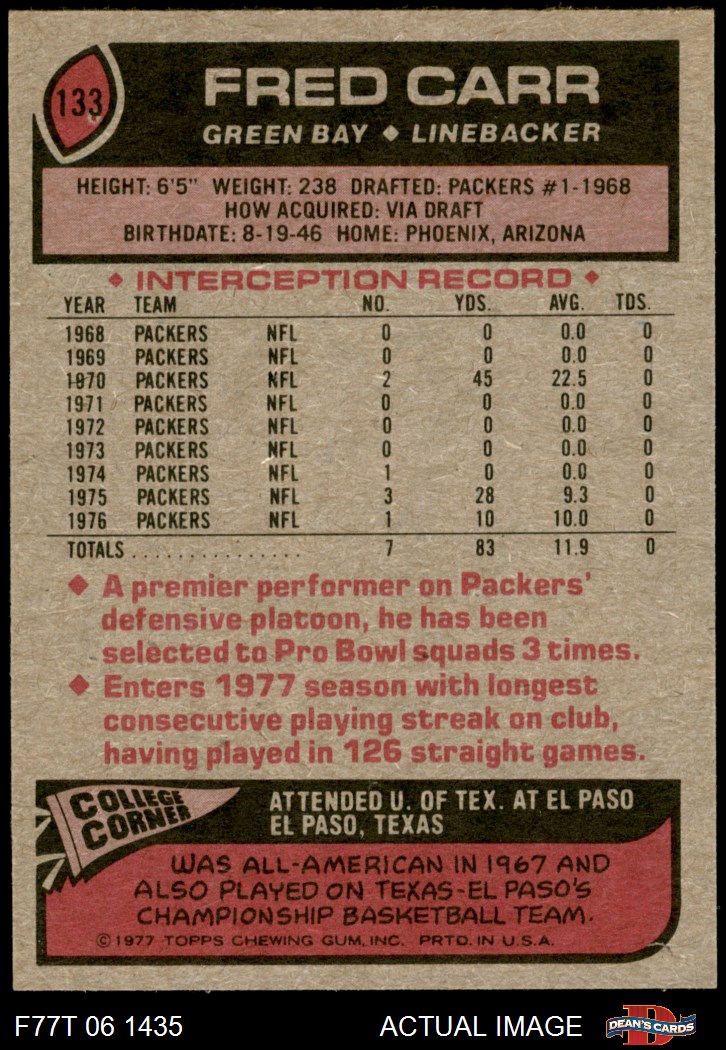 133
FRED CARR
GREEN BAY ◆ LINEBACKER
HEIGHT: 6'5" WEIGHT: 238 DRAFTED: PACKERS #1-1968
HOW ACQUIRED: VIA DRAFT
BIRTHDATE: 8-19-46 HOME: PHOENIX, ARIZONA
◆ INTERCEPTION RECORD ◆
YEAR TEAM NO. YDS. AVG. TDS.
1968 PACKERS NFL 0 0 0.0 0
1969 PACKERS NFL 0 0 0.0 0
1970 PACKERS NFL 2 45 22.5 0
1971 PACKERS NFL 0 0 0.0 0
1972 PACKERS NFL 0 0 0.0 0
1973 PACKERS NFL 0 0 0.0 0
1974 PACKERS NFL 1 0 0.0 0
1975 PACKERS NFL 3 28 9.3 0
1976 PACKERS NFL 1 10 10.0 0
TOTALS . . . . . . . . . . . . . . . . 7 83 11.9 0
◆ A premier performer on Packers'
defensive platoon, he has been
selected to Pro Bowl squads 3 times.
◆ Enters 1977 season with longest
consecutive playing streak on club,
having played in 126 straight games.
COLLEGE
CORNER
ATTENDED U. OF TEX. AT EL PASO
EL PASO, TEXAS
WAS ALL-AMERICAN IN 1967 AND
ALSO PLAYED ON TEXAS-EL PASO'S
CHAMPIONSHIP BASKETBALL TEAM.
© 1977 TOPPS CHEWING GUM, INC. PRTD. IN U.S.A.
F77T 06 1435 ACTUAL IMAGE
D
DEAN'S CARDS